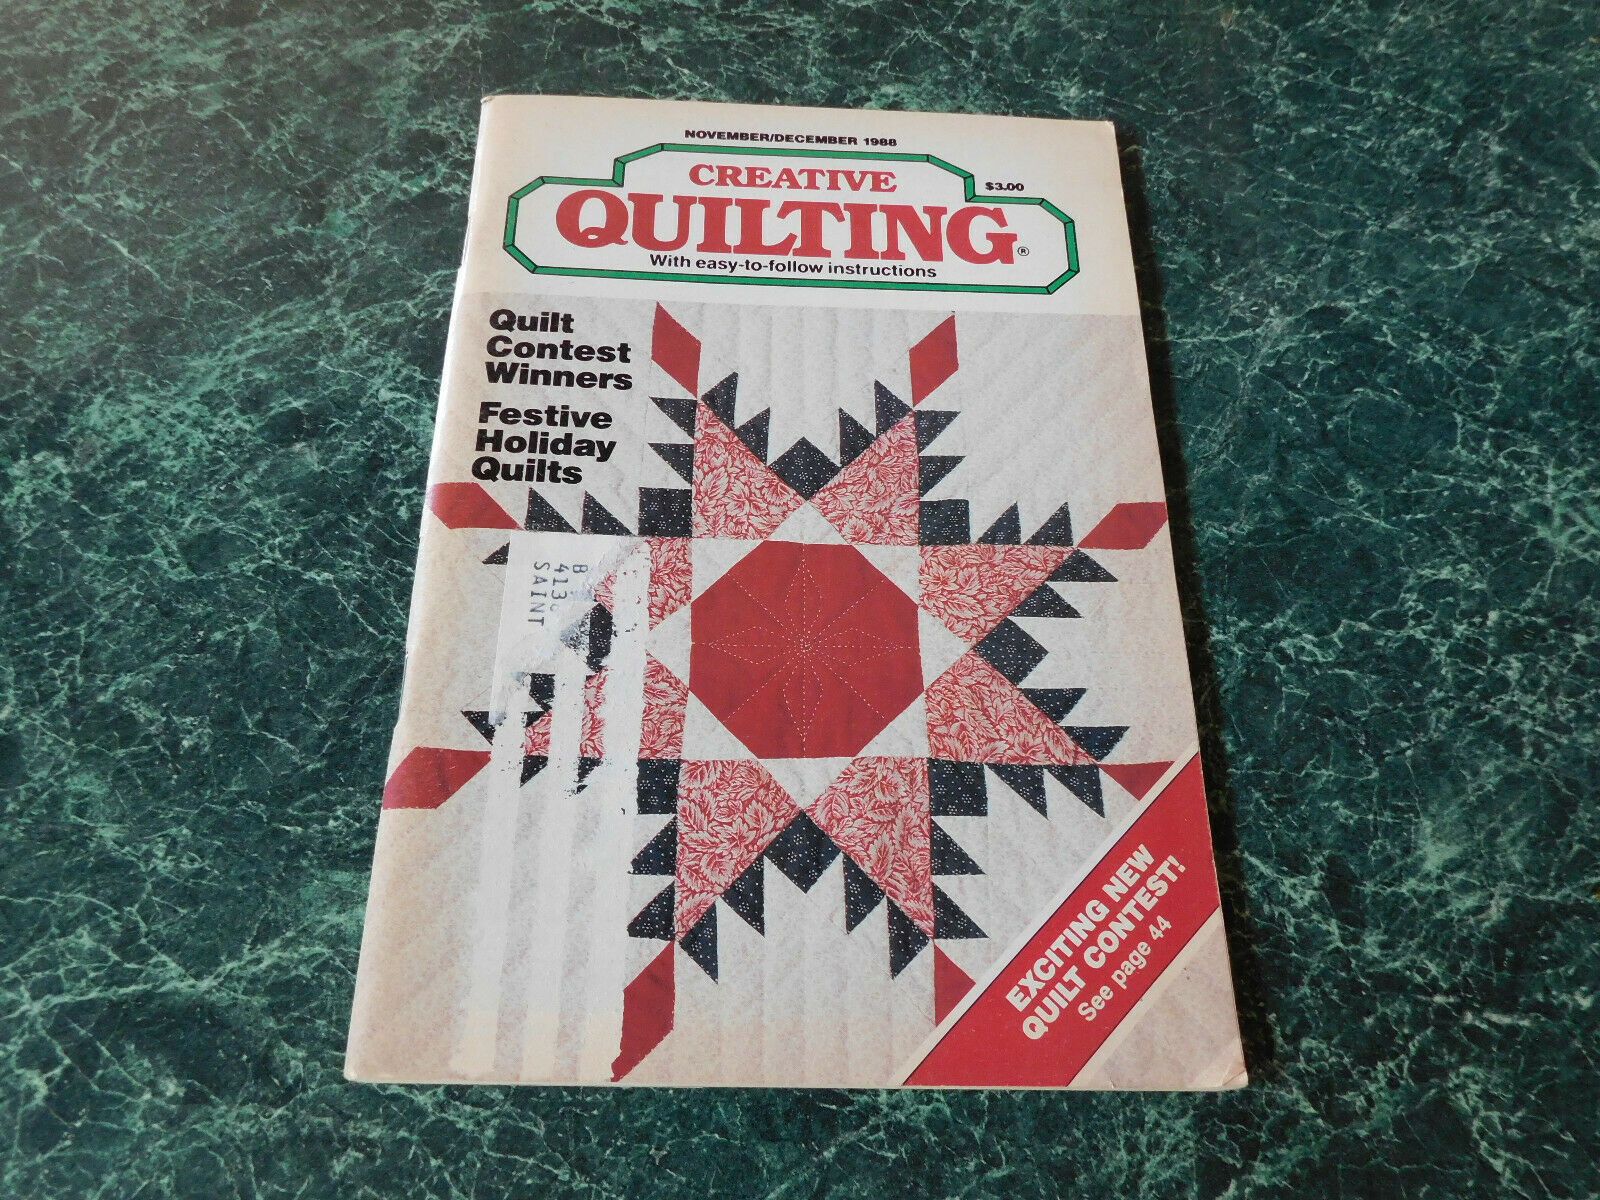 NOVEMBER/DECEMBER 1988
CREATIVE
$3.00
QUILTING®
With easy-to-follow instructions
Quilt
Contest
Winners
Festive
Holiday
Quilts
SAINT
EXCITING NEW
QUILT CONTEST!
See page 44